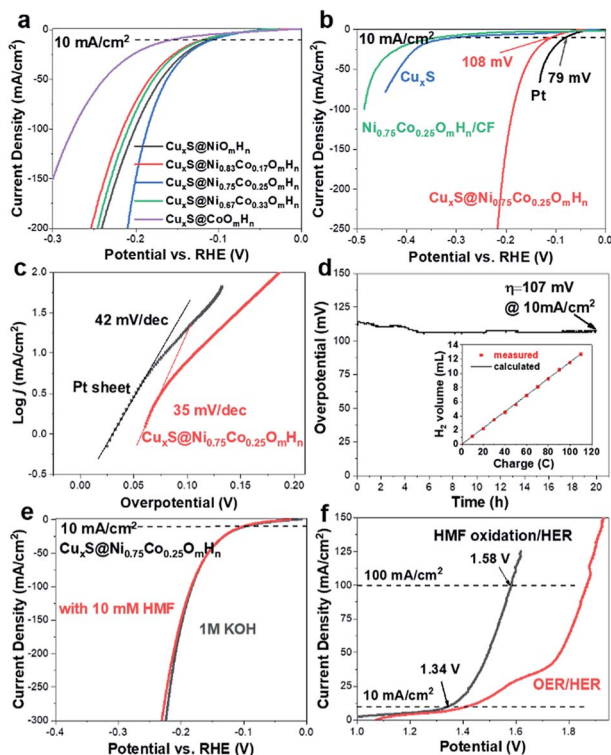 a
10 mA/cm²
Current Density (mA/cm²)
0
-50
-100
-150
-200
CuₓS@NiOₘHₙ
CuₓS@Ni₀.₈₃Co₀.₁₇OₘHₙ
CuₓS@Ni₀.₇₅Co₀.₂₅OₘHₙ
CuₓS@Ni₀.₆₇Co₀.₃₃OₘHₙ
CuₓS@CoOₘHₙ
-0.3 -0.2 -0.1 0.0
Potential vs. RHE (V)
b
10 mA/cm²
Current Density (mA/cm²)
0
-50
-100
-150
-200
-250
108 mV
79 mV
CuₓS
Pt
Ni₀.₇₅Co₀.₂₅OₘHₙ/CF
CuₓS@Ni₀.₇₅Co₀.₂₅OₘHₙ
-0.5 -0.4 -0.3 -0.2 -0.1 0.0
Potential vs. RHE (V)
c
Log J (mA/cm²)
2.0
1.5
1.0
0.5
0.0
-0.5
42 mV/dec
Pt sheet
35 mV/dec
CuₓS@Ni₀.₇₅Co₀.₂₅OₘHₙ
0.00 0.05 0.10 0.15 0.20
Overpotential (V)
d
Overpotential (mV)
150
125
100
75
50
25
0
η=107 mV
@ 10mA/cm²
H₂ volume (mL)
14
12
10
8
6
4
2
0
measured
calculated
0 20 40 60 80 100 120
Charge (C)
0 2 4 6 8 10 12 14 16 18 20
Time (h)
e
10 mA/cm²
CuₓS@Ni₀.₇₅Co₀.₂₅OₘHₙ
Current Density (mA/cm²)
0
-50
-100
-150
-200
-250
-300
with 10 mM HMF
1M KOH
-0.4 -0.3 -0.2 -0.1 0.0
Potential vs. RHE (V)
f
Current Density (mA/cm²)
150
125
100
75
50
25
0
HMF oxidation/HER
1.58 V
100 mA/cm²
1.34 V
10 mA/cm²
OER/HER
1.0 1.2 1.4 1.6 1.8
Potential (V)